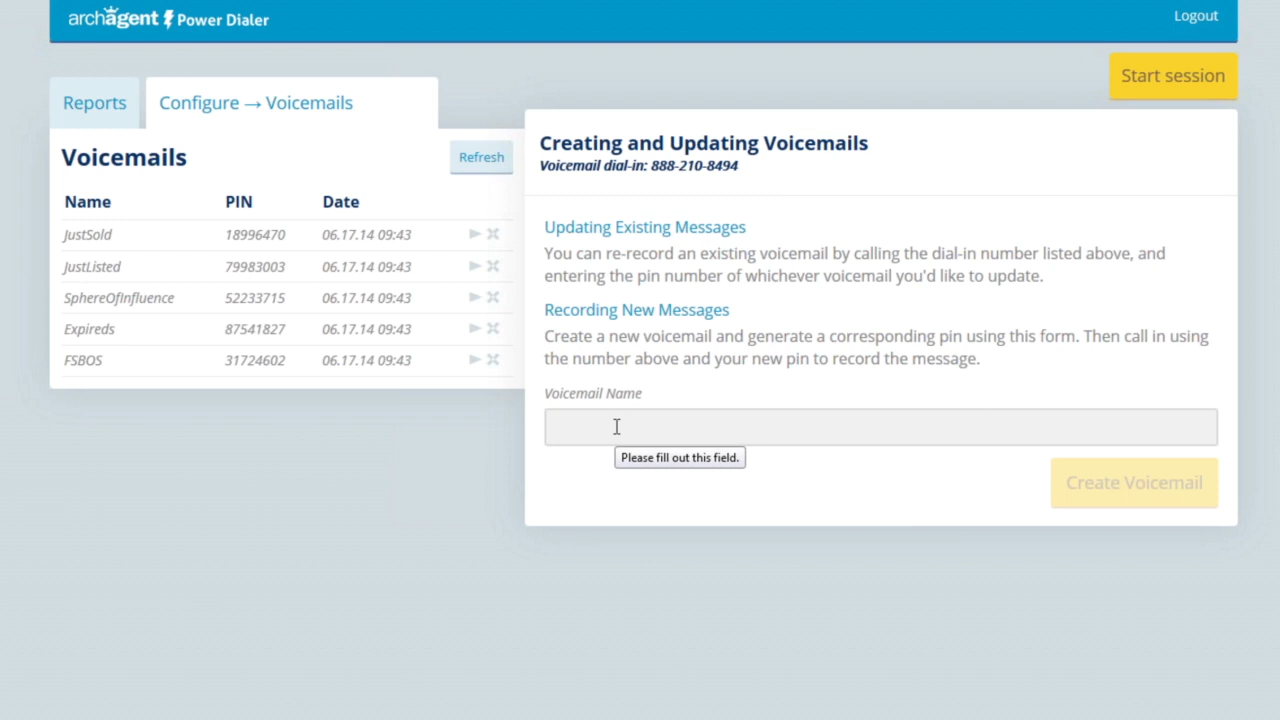 archagent Power Dialer
Logout
Start session
Reports
Configure → Voicemails
Voicemails
Refresh
Name PIN Date
JustSold 18996470 06.17.14 09:43
JustListed 79983003 06.17.14 09:43
SphereOfInfluence 52233715 06.17.14 09:43
Expireds 87541827 06.17.14 09:43
FSBOS 31724602 06.17.14 09:43
Creating and Updating Voicemails
Voicemail dial-in: 888-210-8494
Updating Existing Messages
You can re-record an existing voicemail by calling the dial-in number listed above, and
entering the pin number of whichever voicemail you'd like to update.
Recording New Messages
Create a new voicemail and generate a corresponding pin using this form. Then call in using
the number above and your new pin to record the message.
Voicemail Name
Please fill out this field.
Create Voicemail